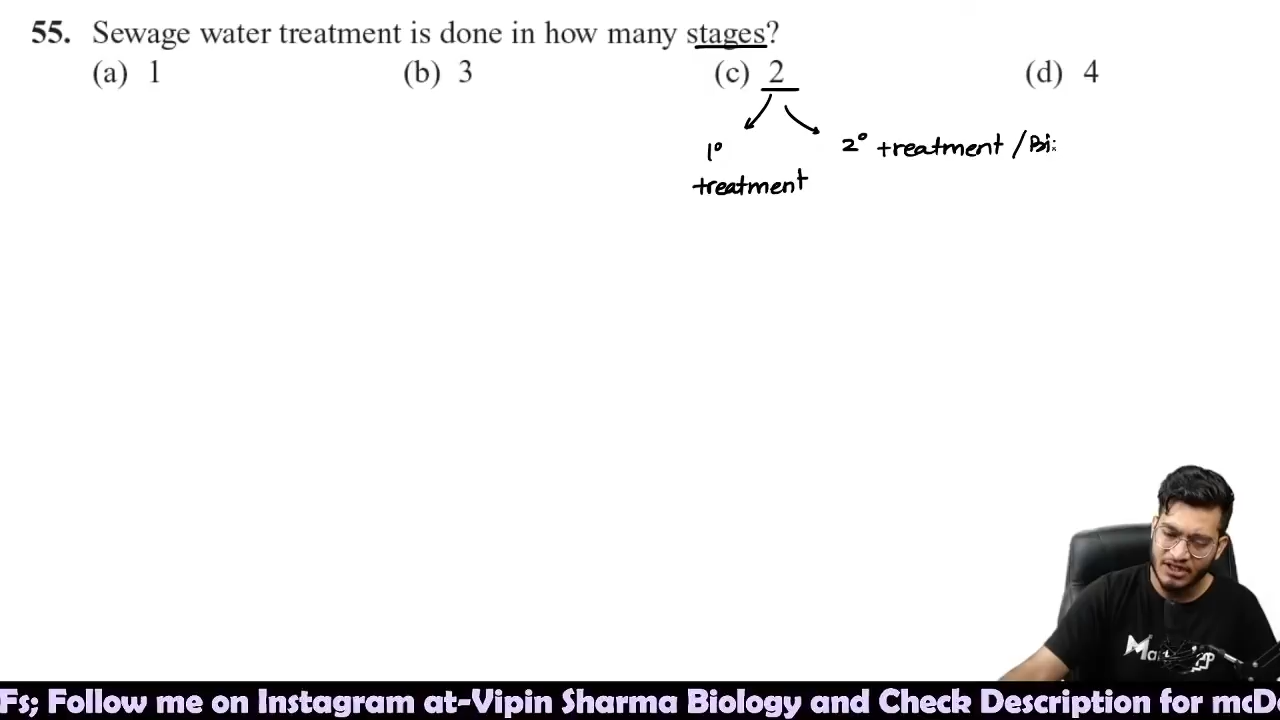 55. Sewage water treatment is done in how many stages?
(a) 1 (b) 3 (c) 2 (d) 4
1° 2° treatment /
treatment
Fs; Follow me on Instagram at-Vipin Sharma Biology and Check Description for mcD